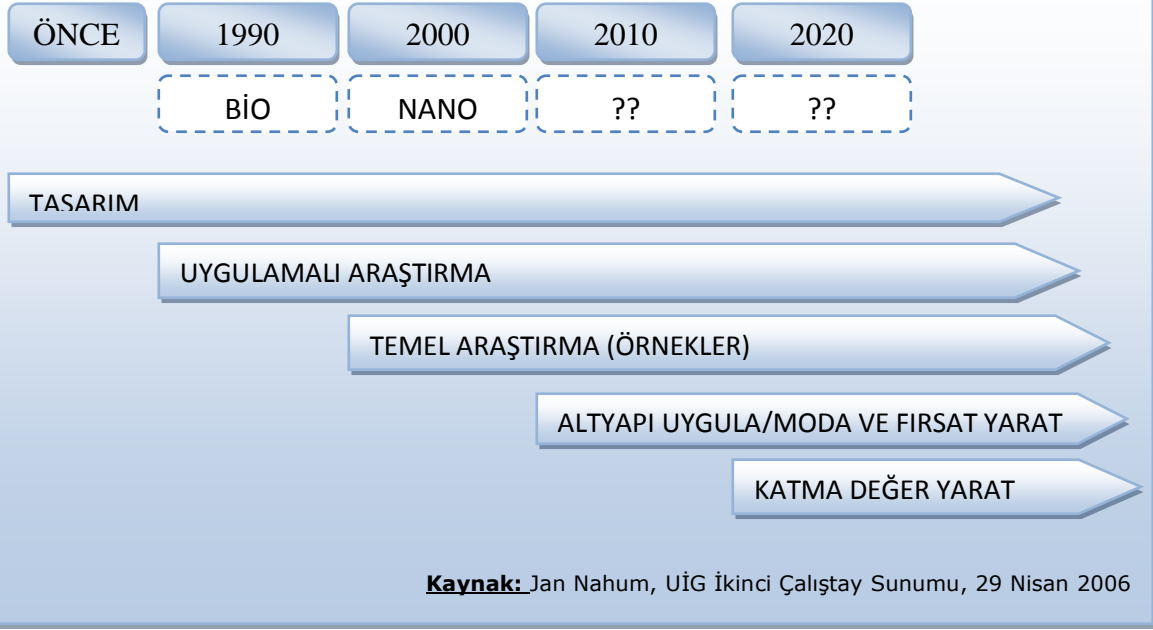 ÖNCE 1990 2000 2010 2020
BİO NANO ?? ??
TASARIM
UYGULAMALI ARAŞTIRMA
TEMEL ARAŞTIRMA (ÖRNEKLER)
ALTYAPI UYGULA/MODA VE FIRSAT YARAT
KATMA DEĞER YARAT
Kaynak: Jan Nahum, UİG İkinci Çalıştay Sunumu, 29 Nisan 2006